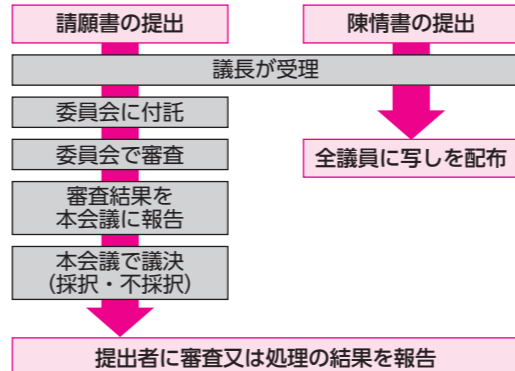 請願書の提出
陳情書の提出
議長が受理
委員会に付託
委員会で審査
全議員に写しを配布
審査結果を
本会議に報告
本会議で議決
(採択・不採択)
提出者に審査又は処理の結果を報告